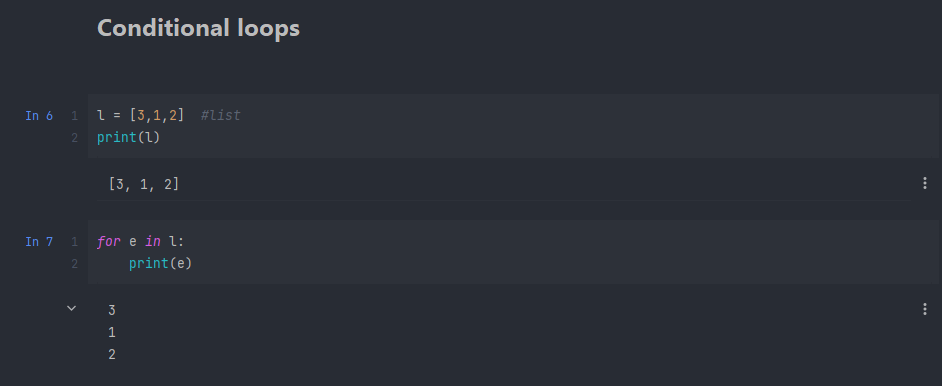 Conditional loops
In 6 1 l = [3,1,2]  #list
2 print(l)
[3, 1, 2]
In 7 1 for e in l:
2     print(e)
3
1
2